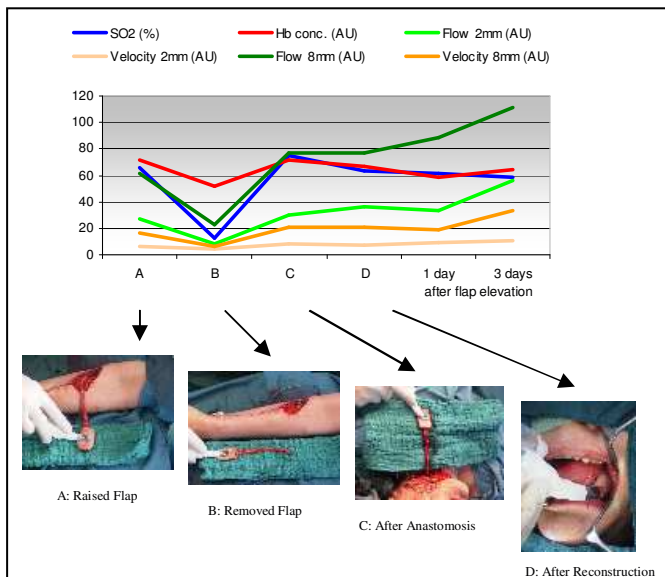 SO2 (%) Hb conc. (AU) Flow 2mm (AU)
Velocity 2mm (AU) Flow 8mm (AU) Velocity 8mm (AU)
120
100
80
60
40
20
0
A B C D 1 day 3 days
after flap elevation
A: Raised Flap
B: Removed Flap
C: After Anastomosis
D: After Reconstruction